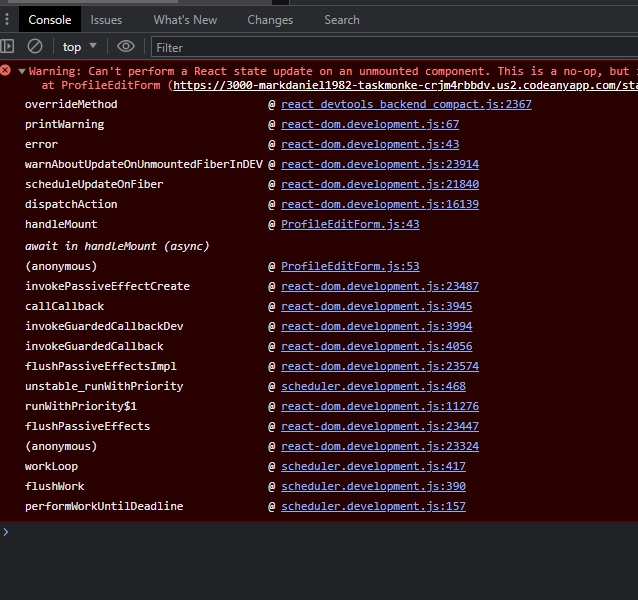 Console Issues What's New Changes Search
top Filter
Warning: Can't perform a React state update on an unmounted component. This is a no-op, but
at ProfileEditForm (https://3000-markdaniel1982-taskmonke-crjm4rbbdv.us2.codeanyapp.com/sta
overrideMethod @ react_devtools_backend_compact.js:2367
printWarning @ react-dom.development.js:67
error @ react-dom.development.js:43
warnAboutUpdateOnUnmountedFiberInDEV @ react-dom.development.js:23914
scheduleUpdateOnFiber @ react-dom.development.js:21840
dispatchAction @ react-dom.development.js:16139
handleMount @ ProfileEditForm.js:43
await in handleMount (async)
(anonymous) @ ProfileEditForm.js:53
invokePassiveEffectCreate @ react-dom.development.js:23487
callCallback @ react-dom.development.js:3945
invokeGuardedCallbackDev @ react-dom.development.js:3994
invokeGuardedCallback @ react-dom.development.js:4056
flushPassiveEffectsImpl @ react-dom.development.js:23574
unstable_runWithPriority @ scheduler.development.js:468
runWithPriority$1 @ react-dom.development.js:11276
flushPassiveEffects @ react-dom.development.js:23447
(anonymous) @ react-dom.development.js:23324
workLoop @ scheduler.development.js:417
flushWork @ scheduler.development.js:390
performWorkUntilDeadline @ scheduler.development.js:157